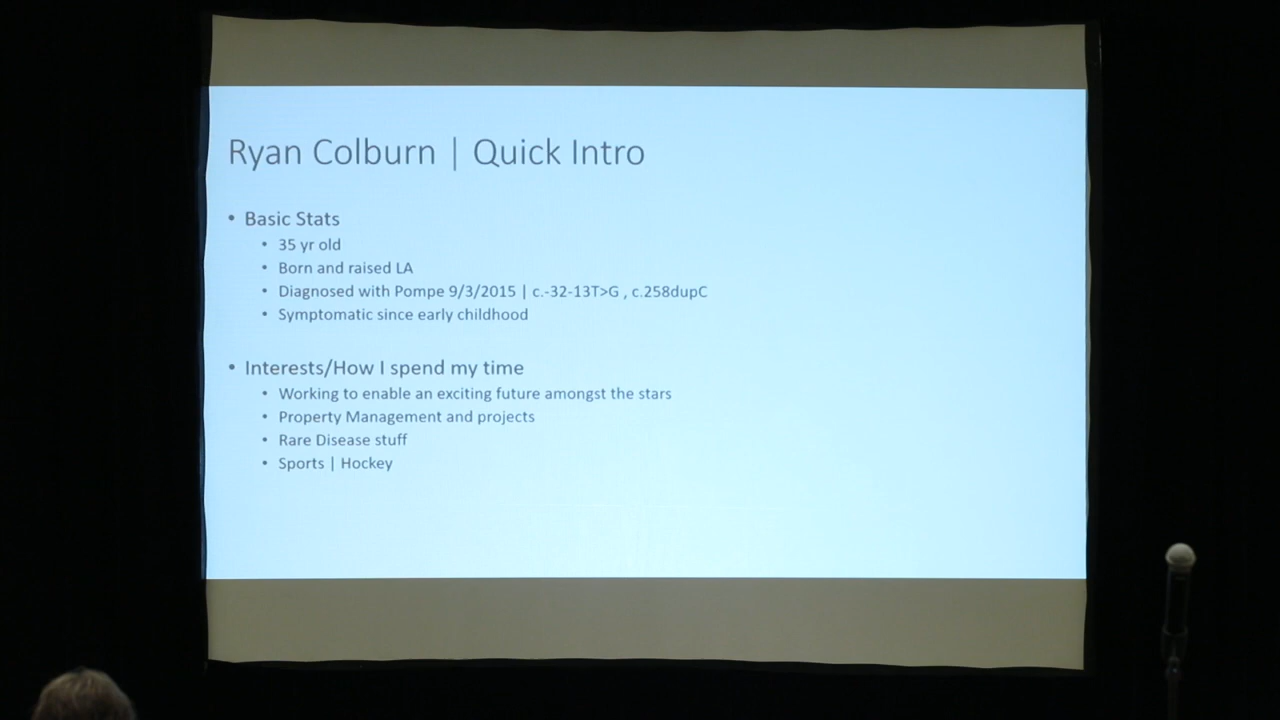 Ryan Colburn | Quick Intro
• Basic Stats
• 35 yr old
• Born and raised LA
• Diagnosed with Pompe 9/3/2015 | c.-32-13T>G , c.258dupC
• Symptomatic since early childhood
• Interests/How I spend my time
• Working to enable an exciting future amongst the stars
• Property Management and projects
• Rare Disease stuff
• Sports | Hockey